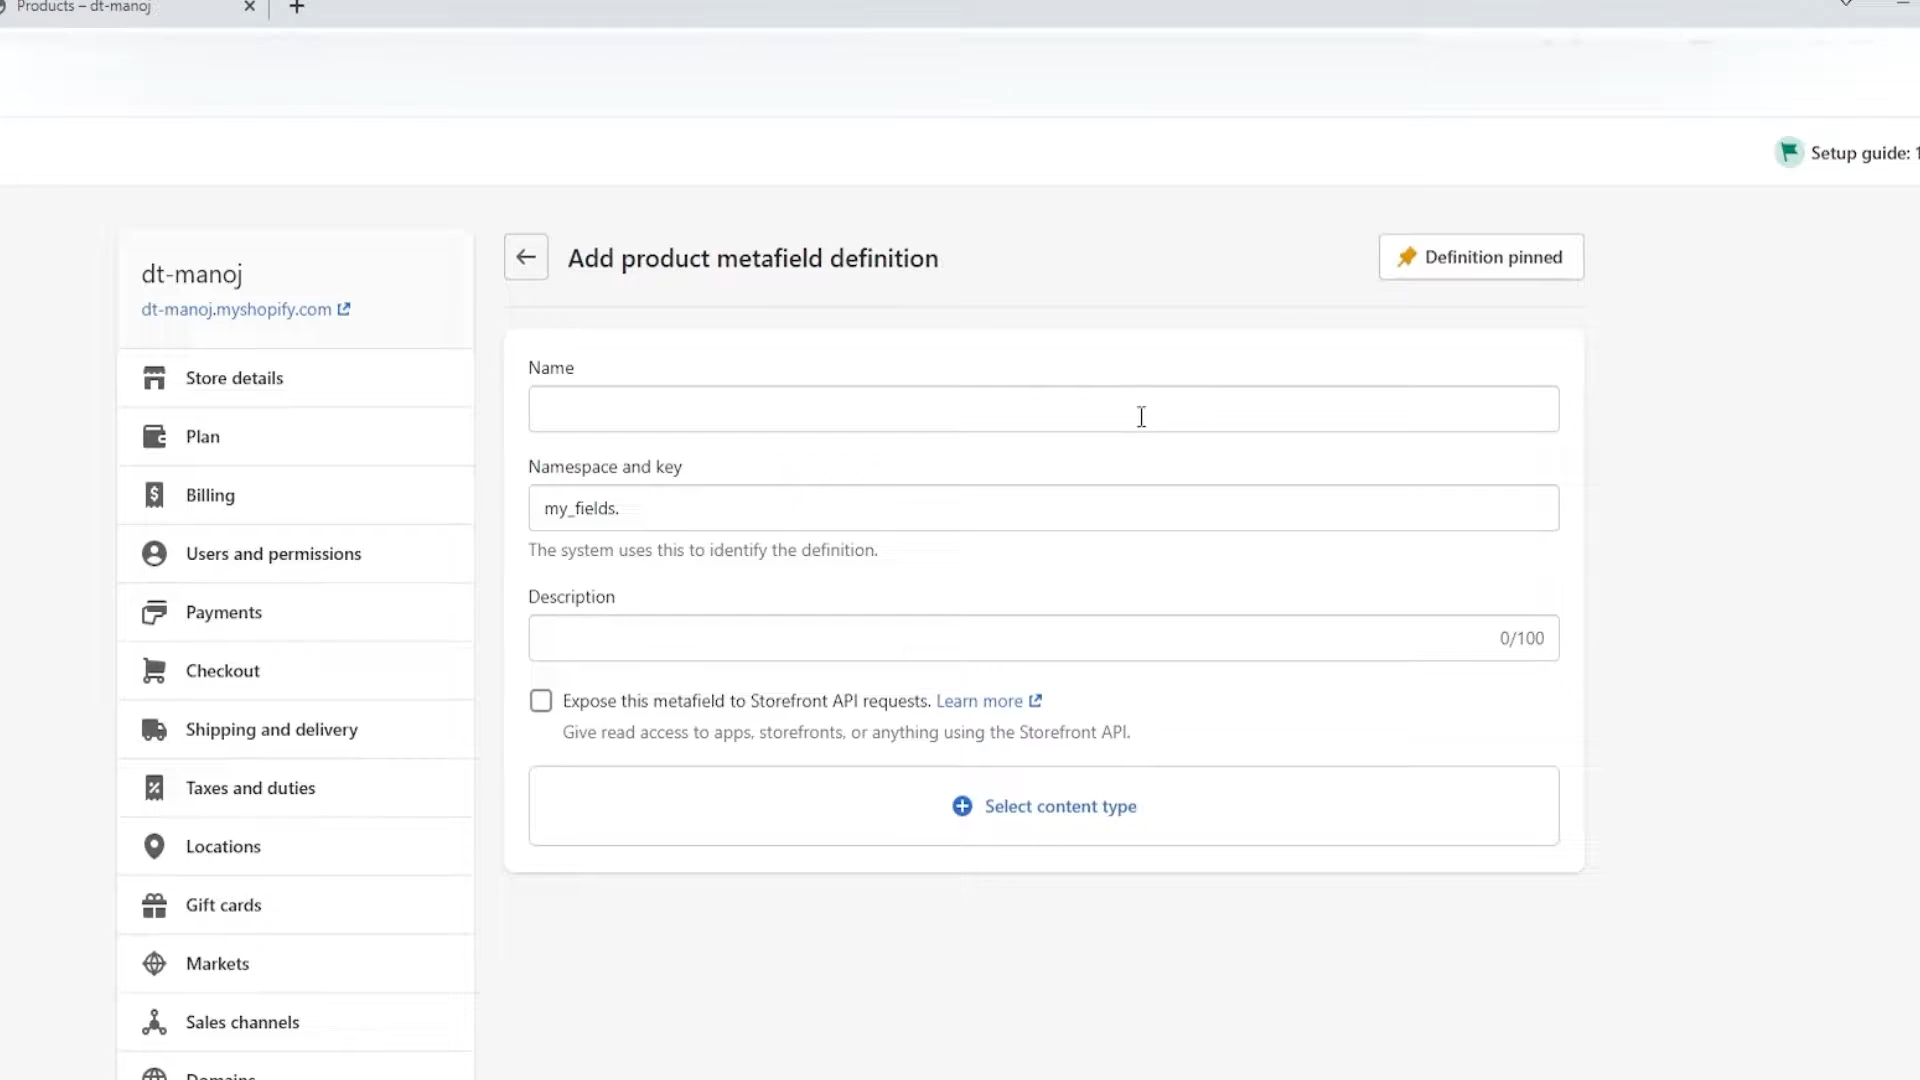 Products – dt-manoj
Setup guide: 1
dt-manoj
dt-manoj.myshopify.com
Store details
Plan
Billing
Users and permissions
Payments
Checkout
Shipping and delivery
Taxes and duties
Locations
Gift cards
Markets
Sales channels
Domains
Add product metafield definition
Definition pinned
Name
Namespace and key
my_fields.
The system uses this to identify the definition.
Description
0/100
Expose this metafield to Storefront API requests. Learn more
Give read access to apps, storefronts, or anything using the Storefront API.
Select content type